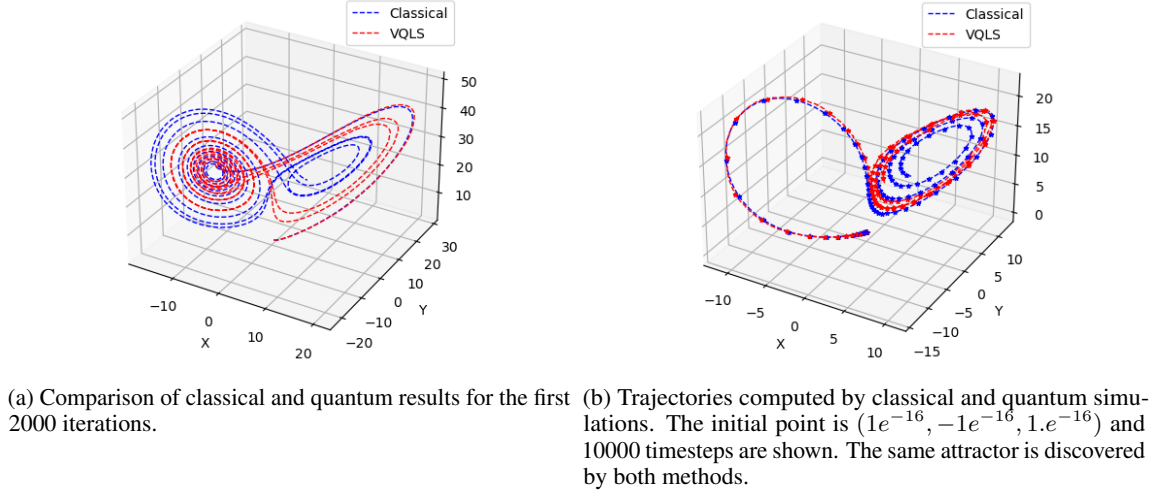 Classical
VQLS
50
40
30
20
10
30
20
10
0
−10
−20
−10
0
10
20
X
Y
Classical
VQLS
20
15
10
5
0
10
5
0
−5
−10
−15
−10
−5
0
5
10
X
Y
(a) Comparison of classical and quantum results for the first
2000 iterations.
(b) Trajectories computed by classical and quantum simu-
lations. The initial point is (1e⁻¹⁶, −1e⁻¹⁶, 1.e⁻¹⁶) and
10000 timesteps are shown. The same attractor is discovered
by both methods.